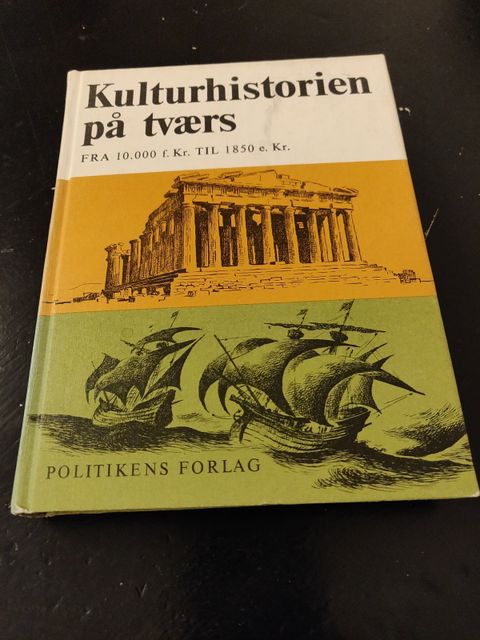 Kulturhistorien
på tværs
FRA 10.000 f. Kr. TIL 1850 e. Kr.
POLITIKENS FORLAG